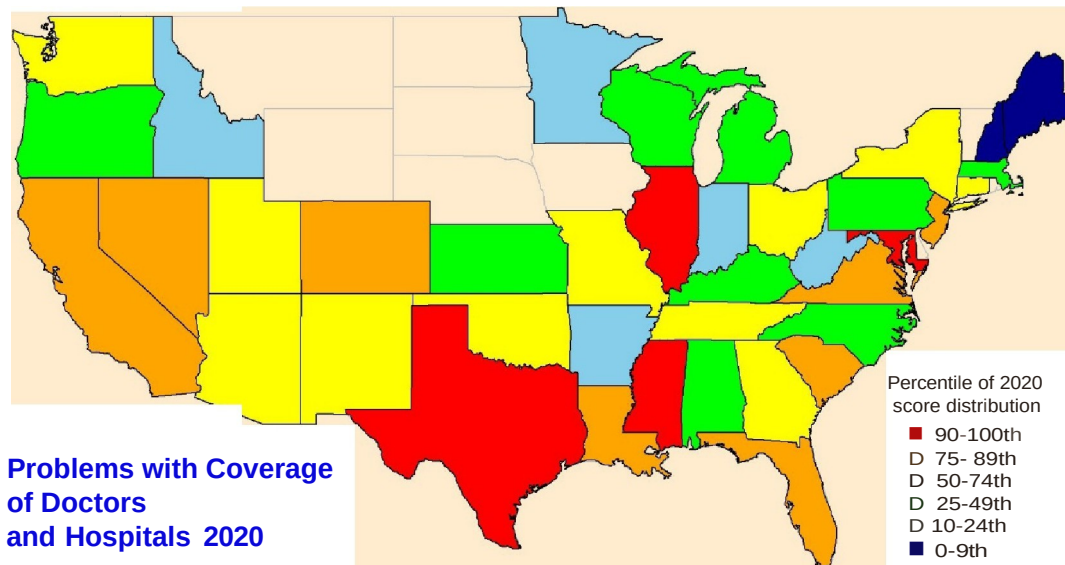 Problems with Coverage
of Doctors
and Hospitals 2020
Percentile of 2020
score distribution
■ 90-100th
D 75- 89th
D 50-74th
D 25-49th
D 10-24th
■ 0-9th